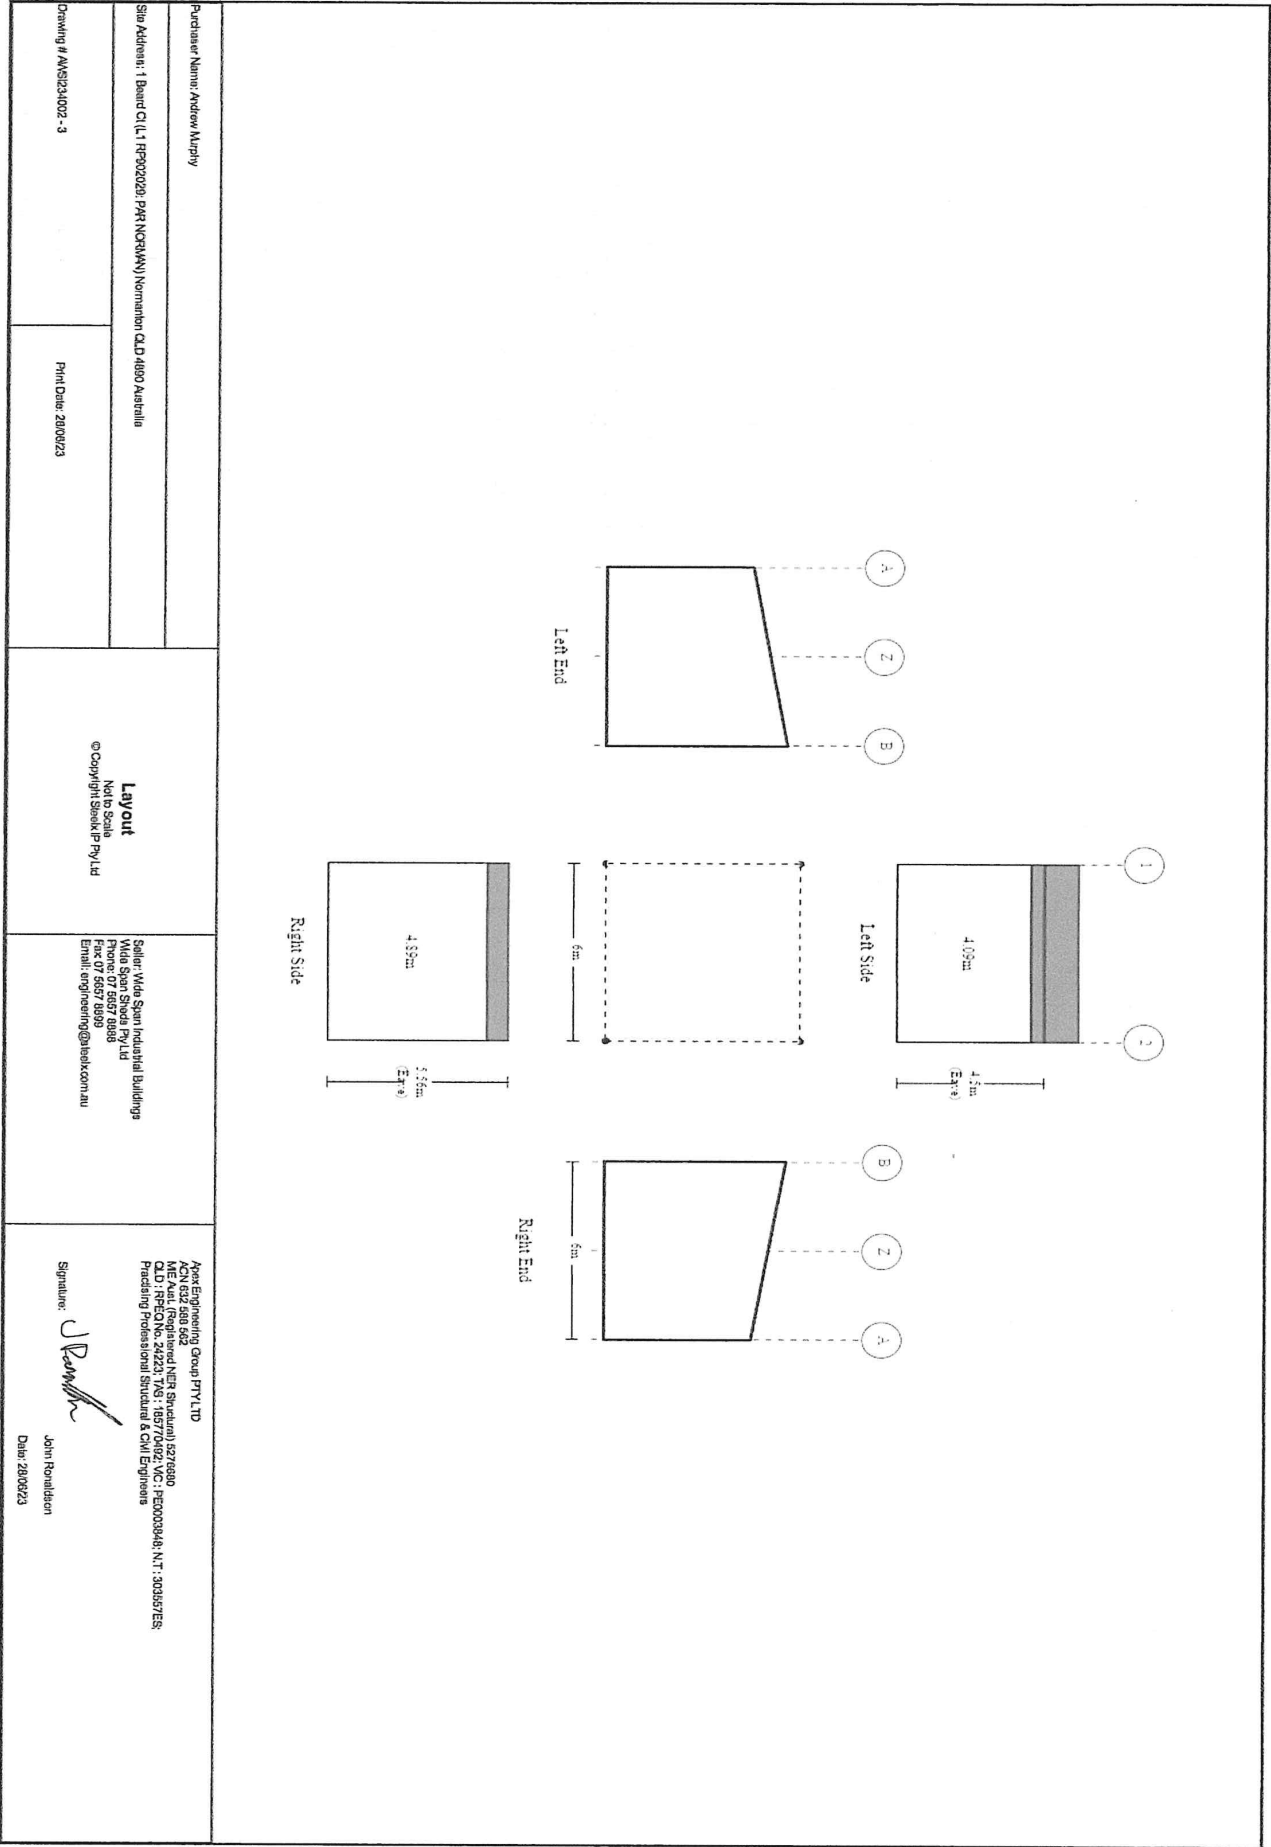 1
2
4.09m
4.5m
(Eave)
Left Side
A
Z
B
Left End
6m
B
Z
A
6m
Right End
4.89m
5.56m
(Eave)
Right Side
Purchaser Name: Andrew Murphy
Site Address: 1 Beard Ct (L1 RP902029: PAR NORMAN) Normanton QLD 4890 Australia
Drawing # AWSI234002 - 3
Print Date: 28/06/23
Layout
Not to Scale
© Copyright Steelx IP Pty Ltd
Seller: Wide Span Industrial Buildings
Wide Span Sheds Pty Ltd
Phone: 07 5657 8888
Fax: 07 5657 8899
Email: engineering@steelx.com.au
Apex Engineering Group PTY LTD
ACN 632 588 562
ME Aust. (Registered NER Structural) 5276680
QLD : RPEQ No. 24223; TAS : 185770492; VIC : PE0003848; N.T : 303557ES;
Practising Professional Structural & Civil Engineers
Signature:
John Ronaldson
Date: 28/06/23